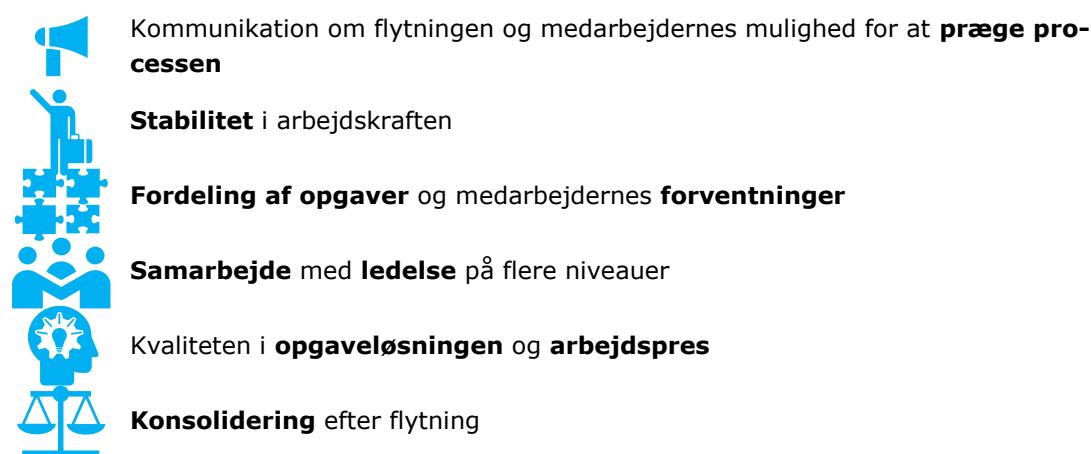 Kommunikation om flytningen og medarbejdernes mulighed for at præge pro-
cessen
Stabilitet i arbejdskraften
Fordeling af opgaver og medarbejdernes forventninger
Samarbejde med ledelse på flere niveauer
Kvaliteten i opgaveløsningen og arbejdspres
Konsolidering efter flytning